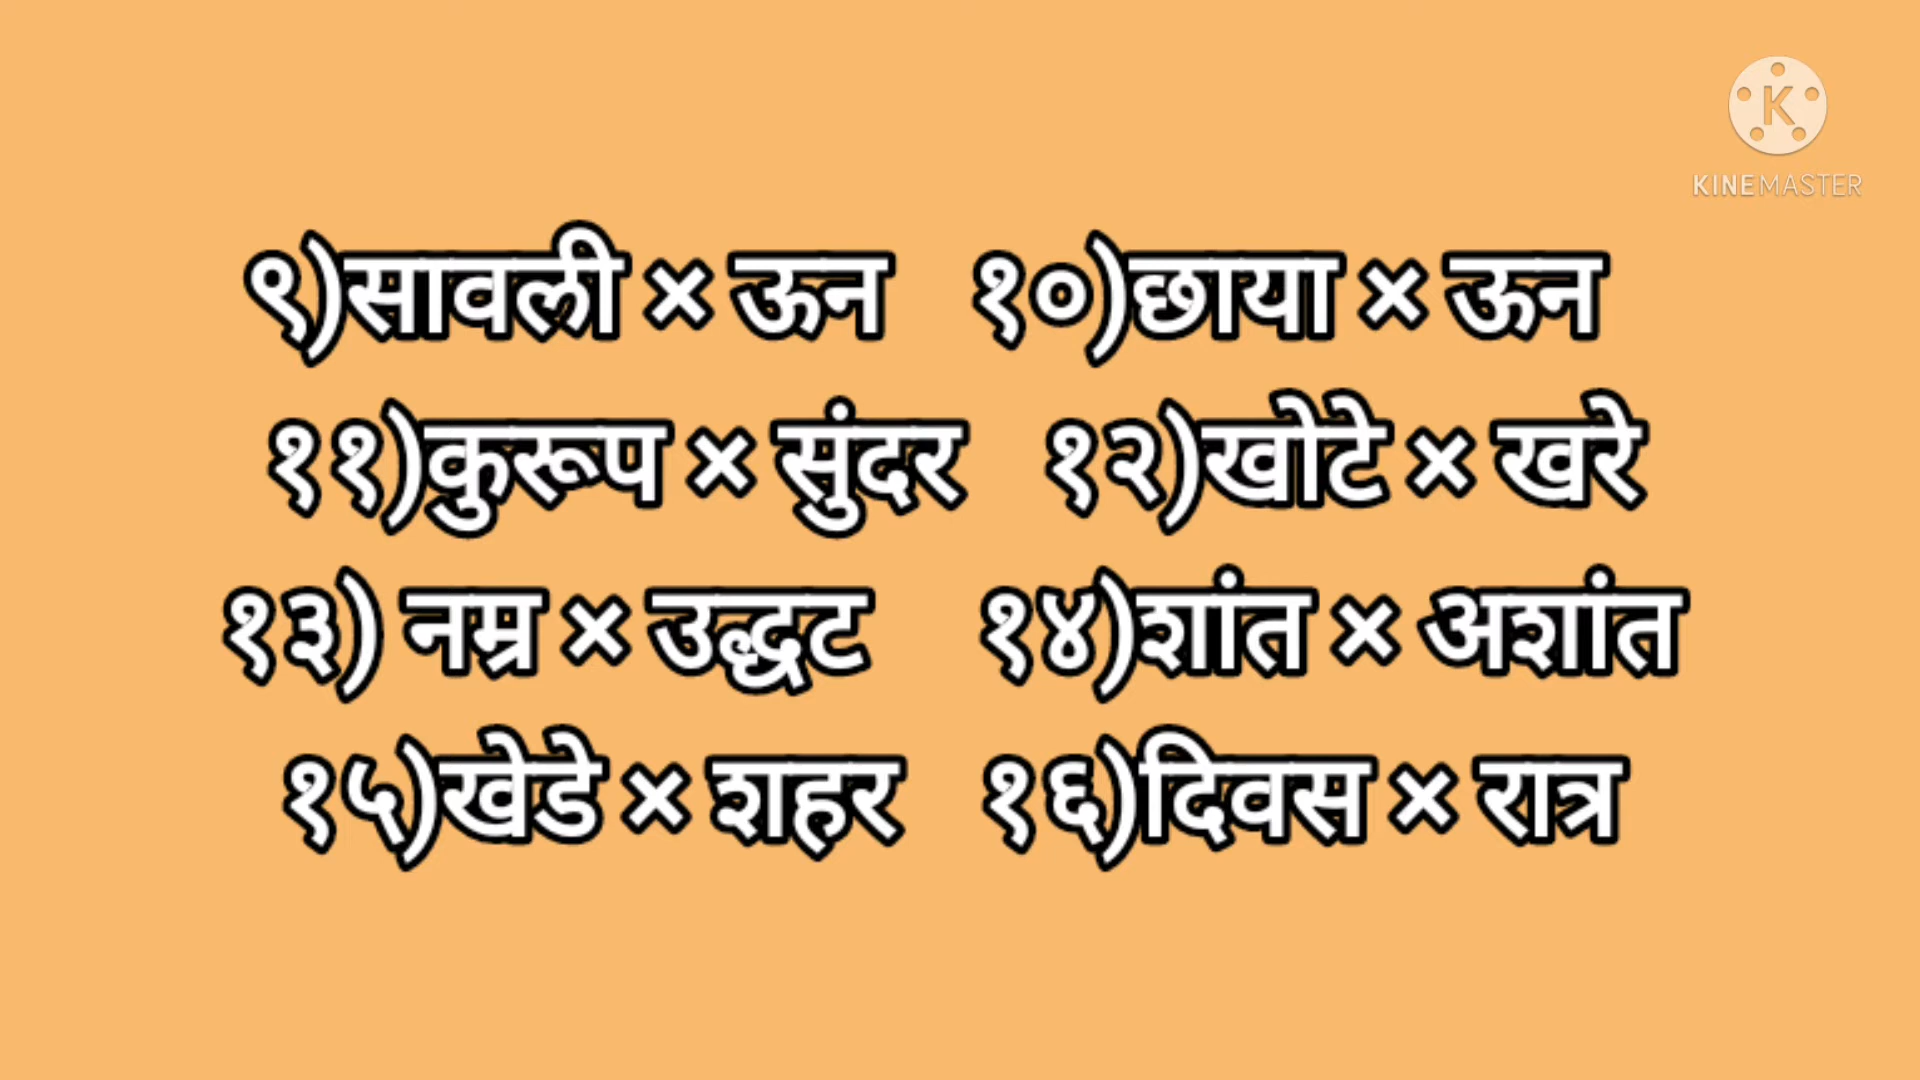 KINEMASTER
९)सावली × ऊन १०)छाया × ऊन
११)कुरूप × सुंदर १२)खोटे × खरे
१३) नम्र × उद्धट १४)शांत × अशांत
१५)खेडे × शहर १६)दिवस × रात्र